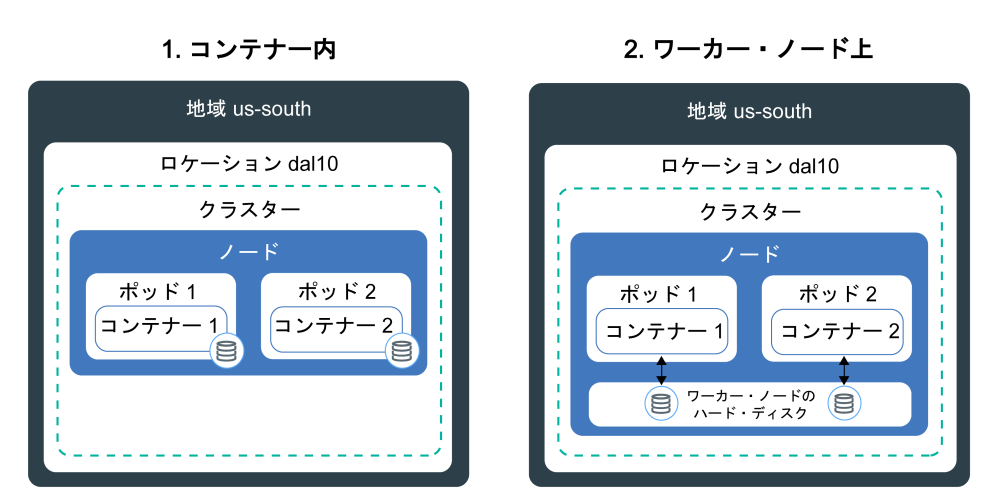 1. コンテナー内
地域 us-south
ロケーション dal10
クラスター
ノード
ポッド 1
コンテナー 1
ポッド 2
コンテナー 2
2. ワーカー・ノード上
地域 us-south
ロケーション dal10
クラスター
ノード
ポッド 1
コンテナー 1
ポッド 2
コンテナー 2
ワーカー・ノードの
ハード・ディスク